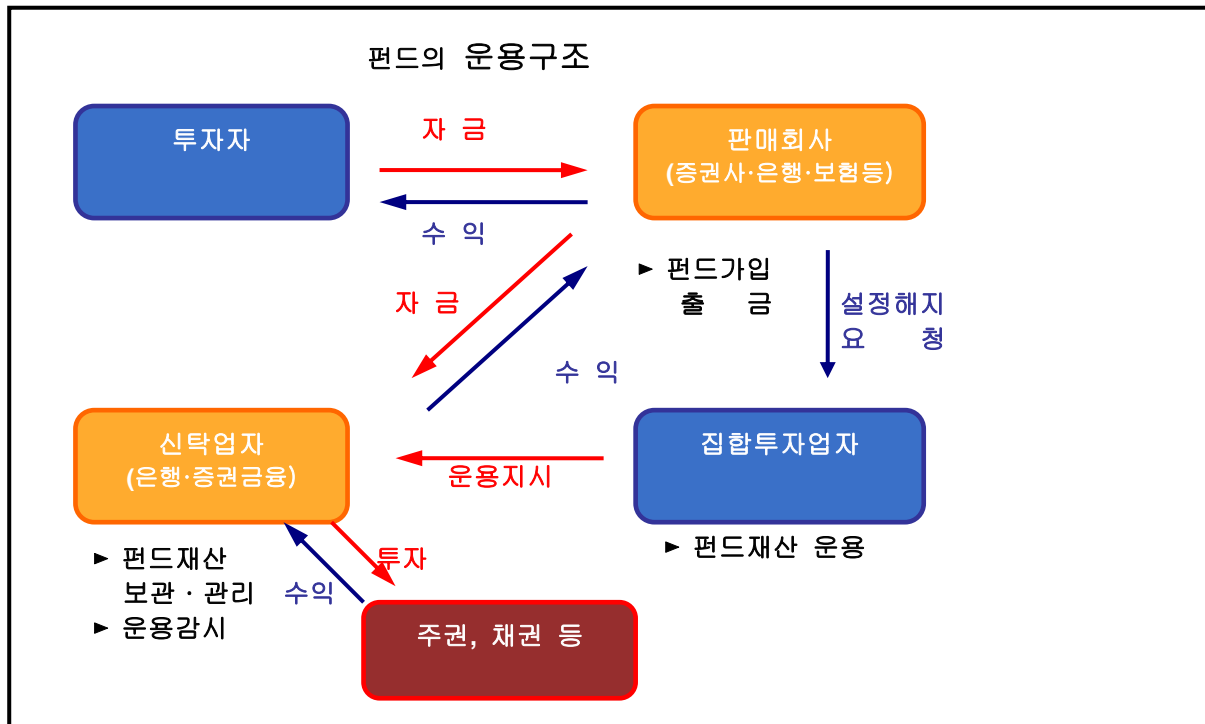 펀드의 운용구조
투자자
자 금
판매회사
(증권사·은행·보험등)
수 익
► 펀드가입
출 금
자 금
설정해지
요 청
수 익
신탁업자
(은행·증권금융)
운용지시
집합투자업자
► 펀드재산
보관 · 관리
► 운용감시
투자
수익
► 펀드재산 운용
주권, 채권 등